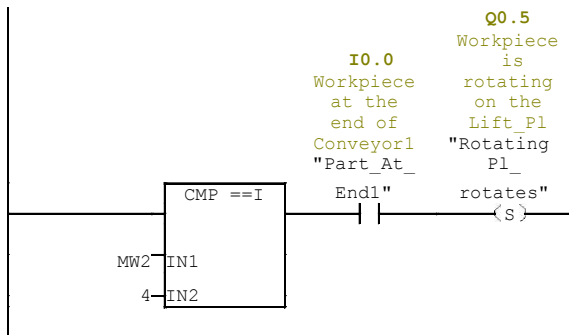 Q0.5
Workpiece
is
rotating
on the
Lift_Pl
"Rotating
Pl_
rotates"
I0.0
Workpiece
at the
end of
Conveyor1
"Part_At_
End1"
CMP ==I
(S)
MW2 IN1
4 IN2